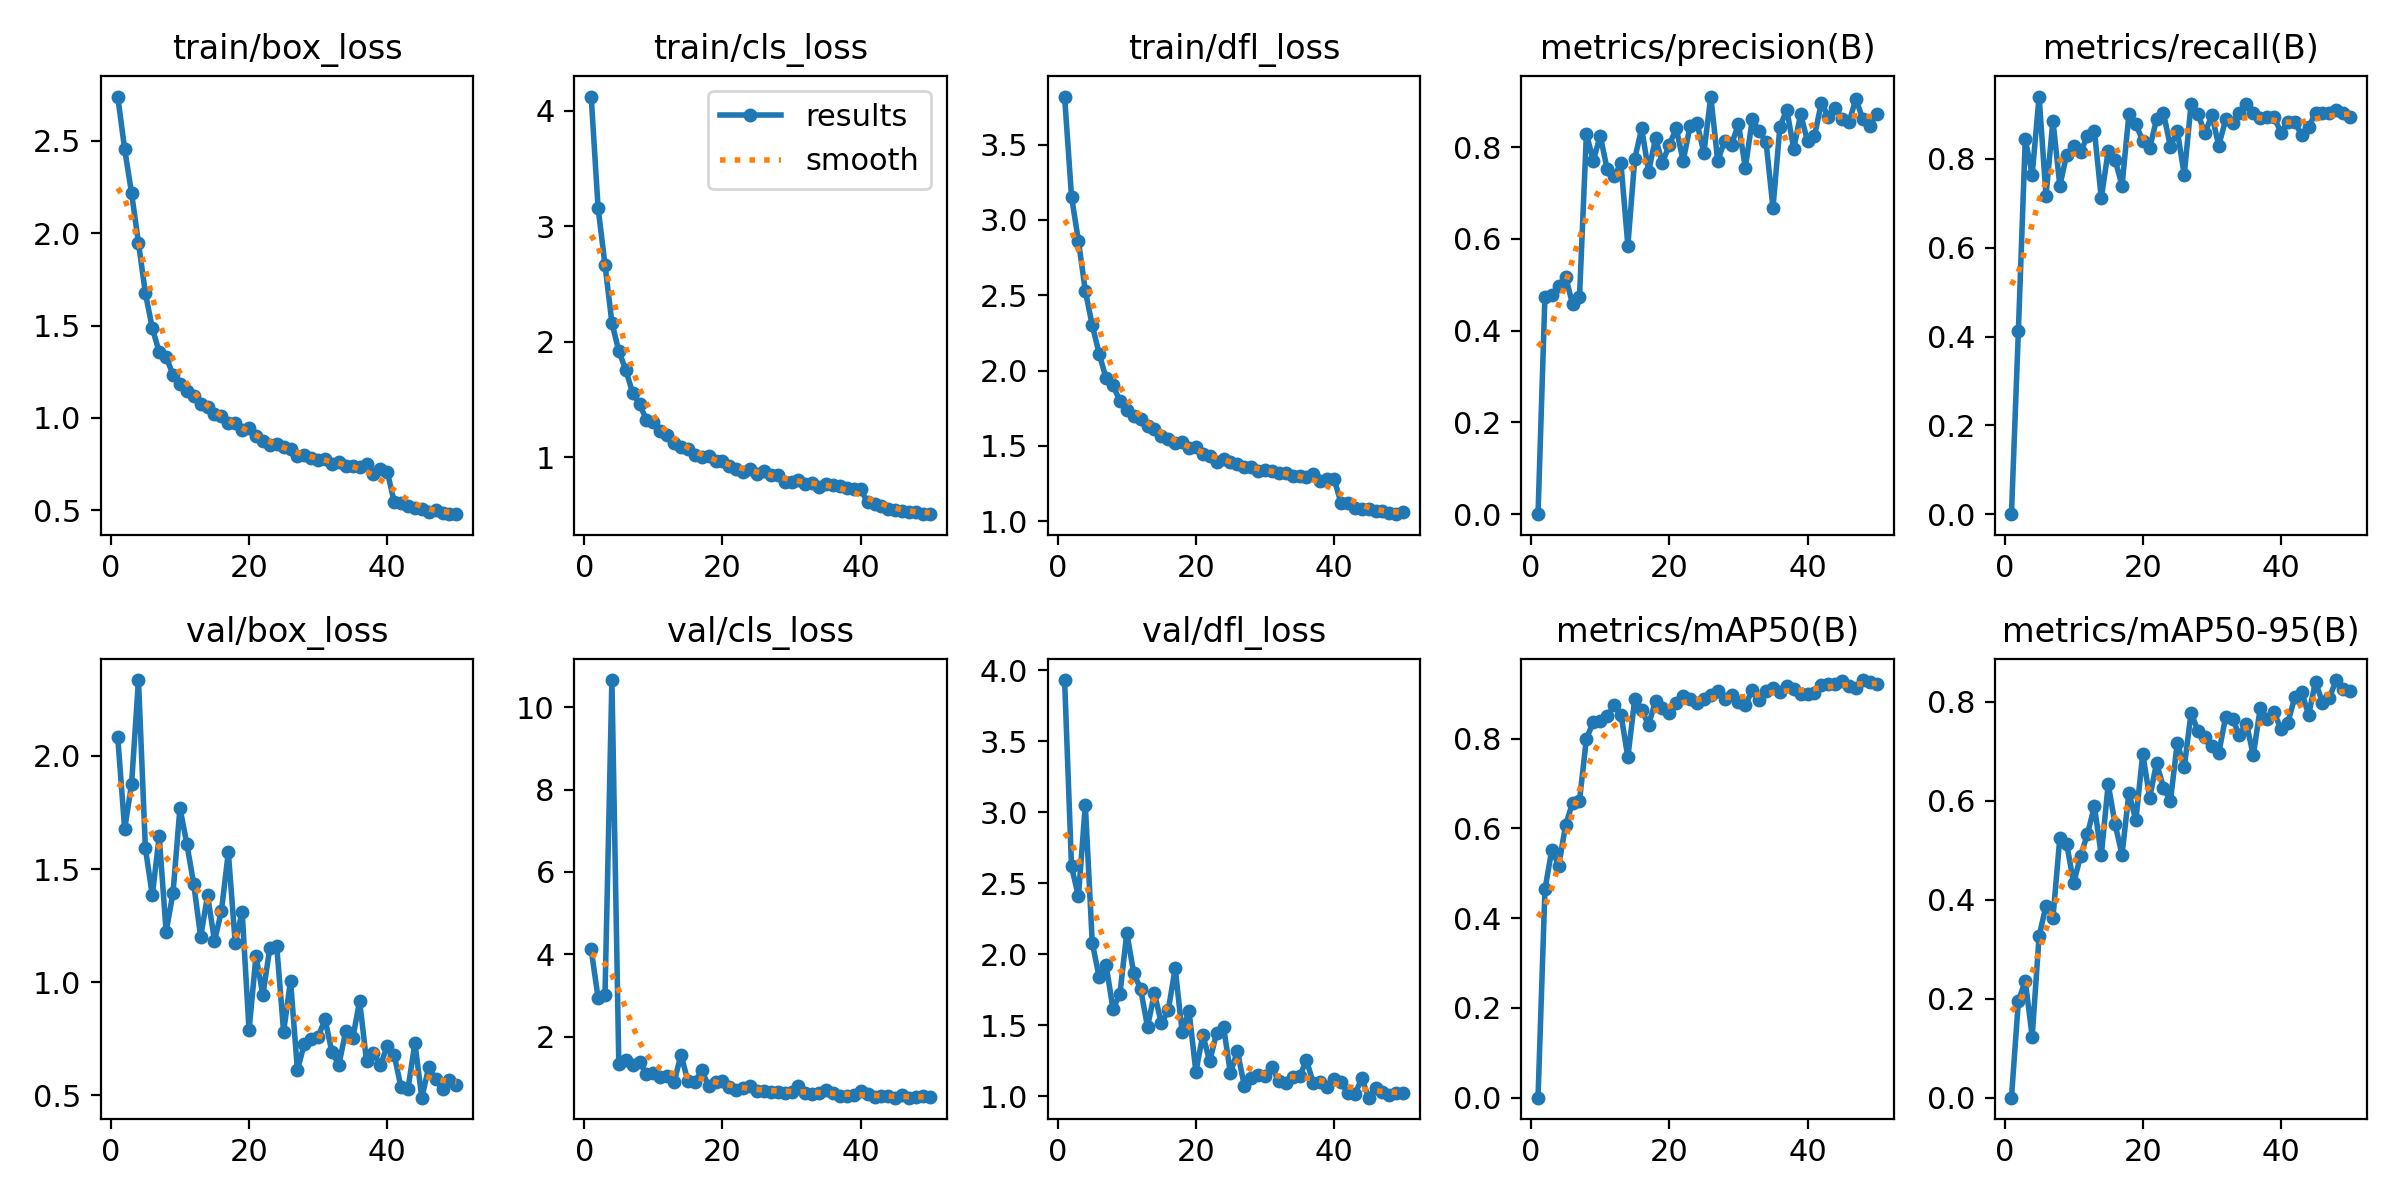 train/box_loss
train/cls_loss
train/dfl_loss
metrics/precision(B)
metrics/recall(B)
2.5
2.0
1.5
1.0
0.5
0 20 40
4
3
2
1
0 20 40
results
smooth
3.5
3.0
2.5
2.0
1.5
1.0
0 20 40
0.8
0.6
0.4
0.2
0.0
0 20 40
0.8
0.6
0.4
0.2
0.0
0 20 40
val/box_loss
val/cls_loss
val/dfl_loss
metrics/mAP50(B)
metrics/mAP50-95(B)
2.0
1.5
1.0
0.5
0 20 40
10
8
6
4
2
0 20 40
4.0
3.5
3.0
2.5
2.0
1.5
1.0
0 20 40
0.8
0.6
0.4
0.2
0.0
0 20 40
0.8
0.6
0.4
0.2
0.0
0 20 40